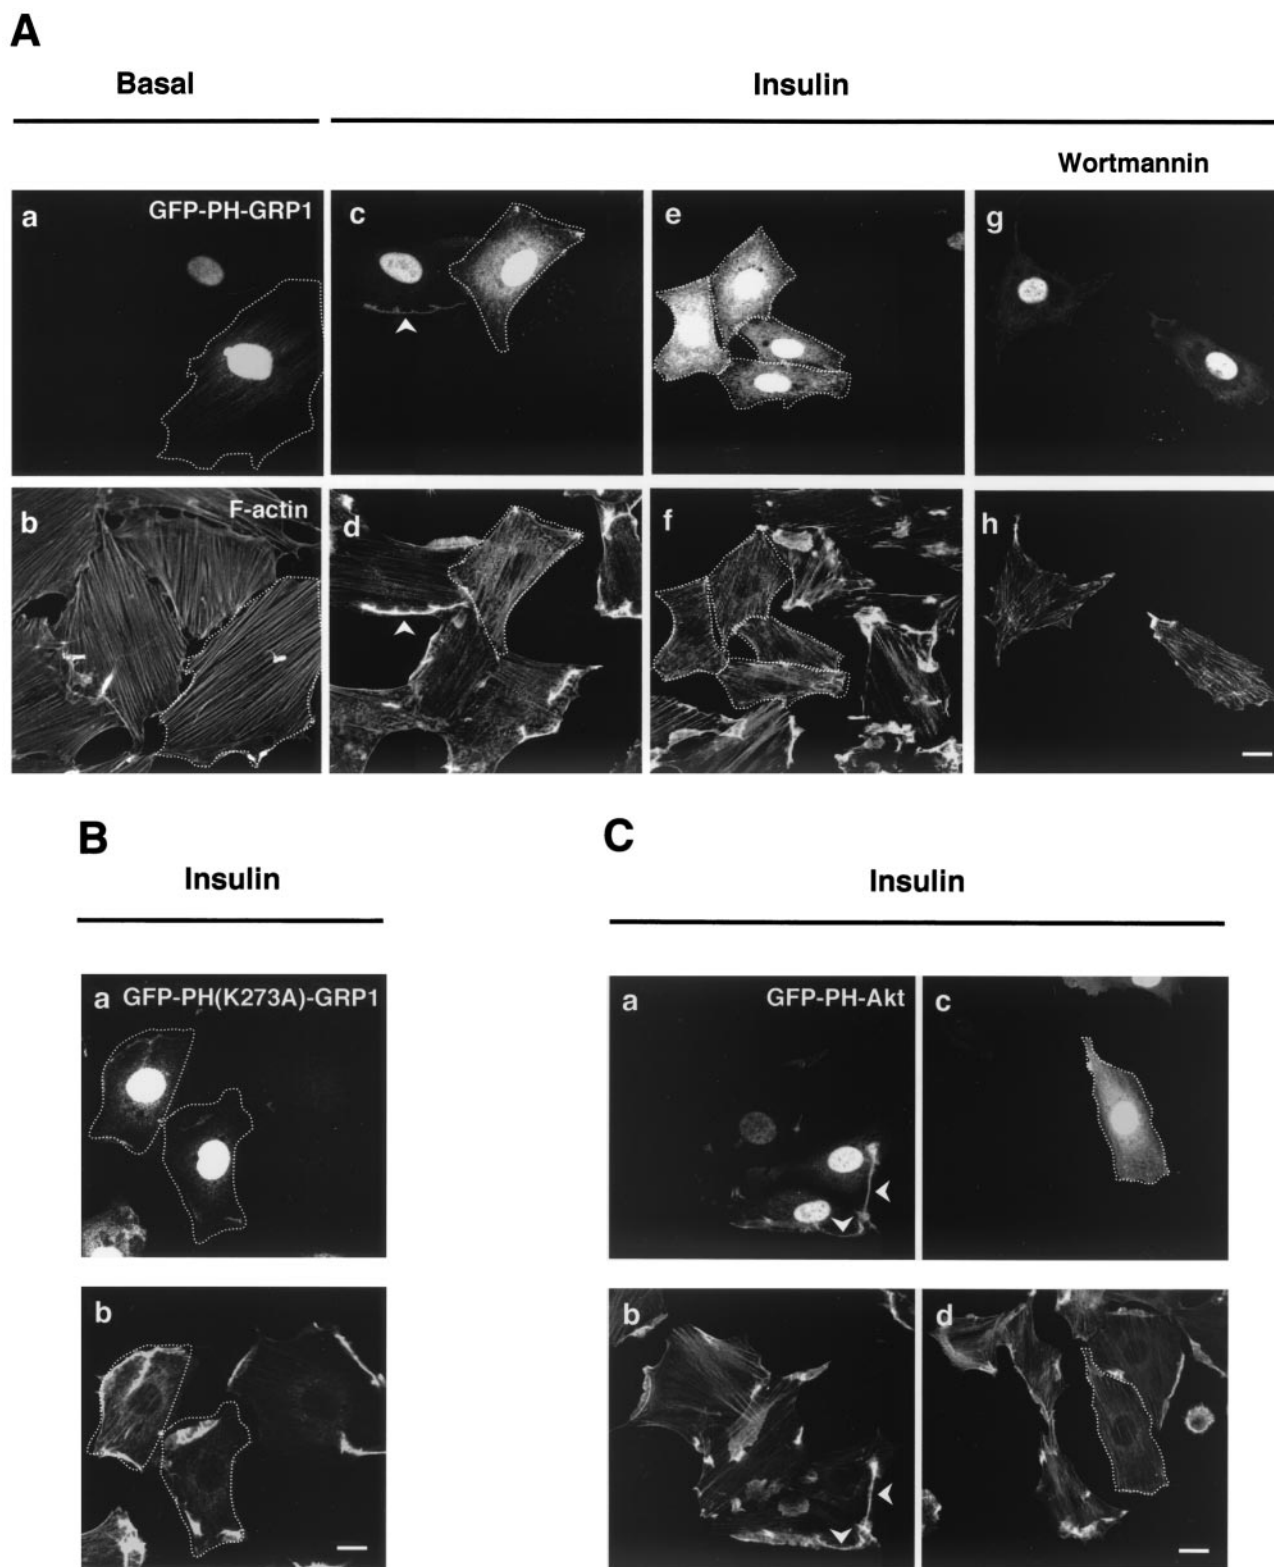 A
Basal
Insulin
Wortmannin
a
GFP-PH-GRP1
c
e
g
b
F-actin
d
f
h
B
C
Insulin
Insulin
a GFP-PH(K273A)-GRP1
a
GFP-PH-Akt
c
b
b
d